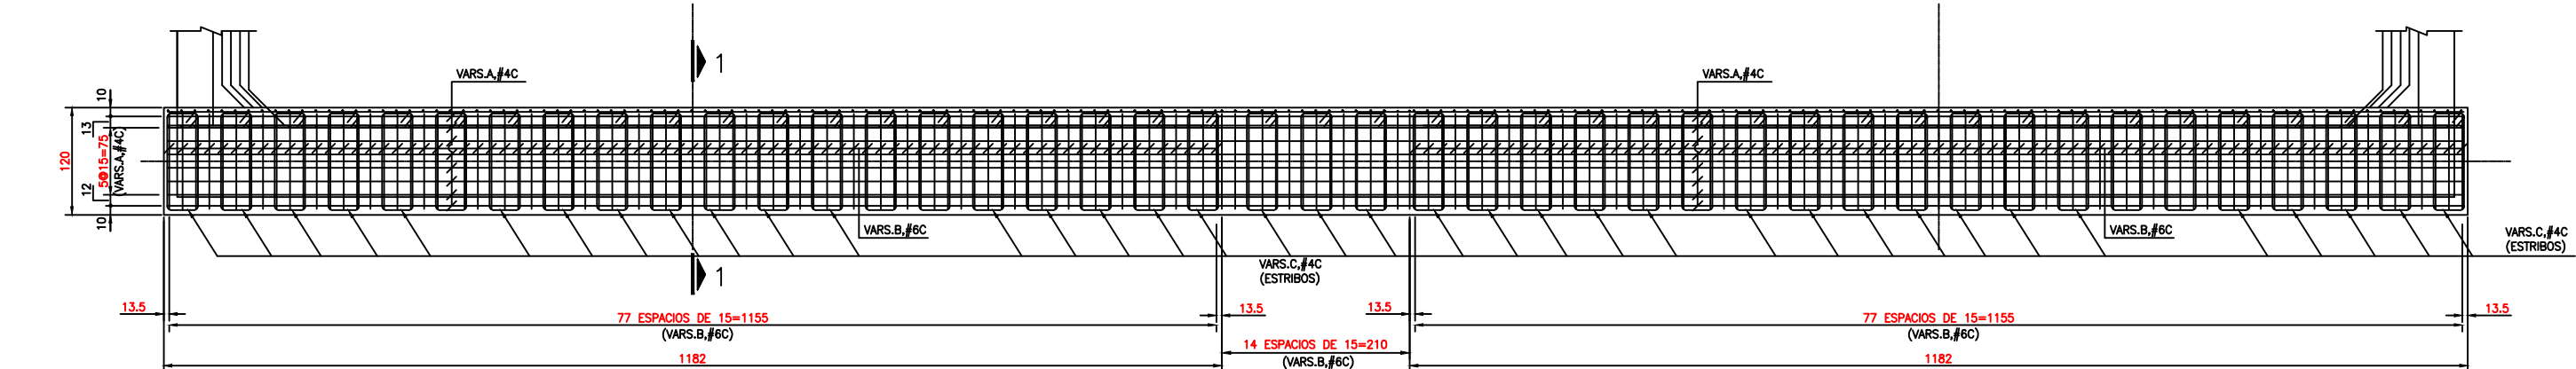 1
VARS.A,#4C
VARS.A,#4C
10
13
120
5@15=75
(VARS.A,#4C)
12
10
VARS.B,#6C
VARS.B,#6C
VARS.C,#4C
(ESTRIBOS)
VARS.C,#4C
(ESTRIBOS)
1
13.5
77 ESPACIOS DE 15=1155
(VARS.B,#6C)
13.5
13.5
77 ESPACIOS DE 15=1155
(VARS.B,#6C)
13.5
14 ESPACIOS DE 15=210
(VARS.B,#6C)
1182
1182